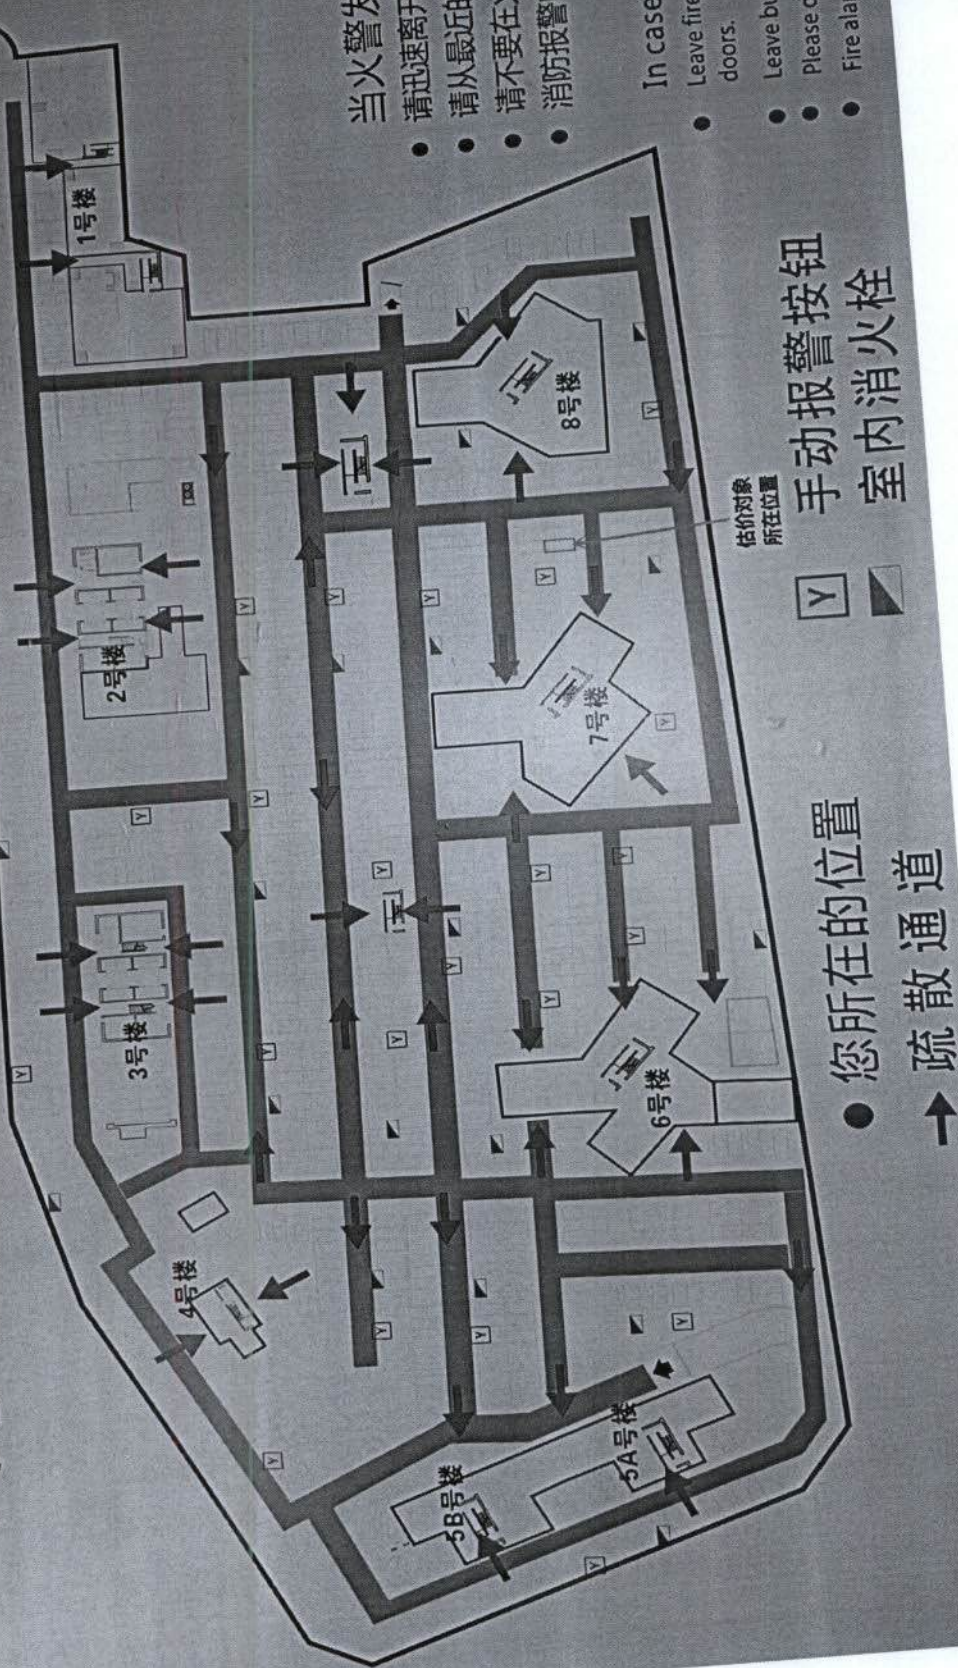 当火警发
● 请迅速离开
● 请从最近的
● 请不要在
● 消防报警
In case
● Leave fire
doors.
● Leave bu
● Please d
● Fire alar
1号楼
2号楼
3号楼
4号楼
5B号楼
5A号楼
6号楼
7号楼
8号楼
估价对象
所在位置
● 您所在的位置
疏散通道
Y 手动报警按钮
室内消火栓